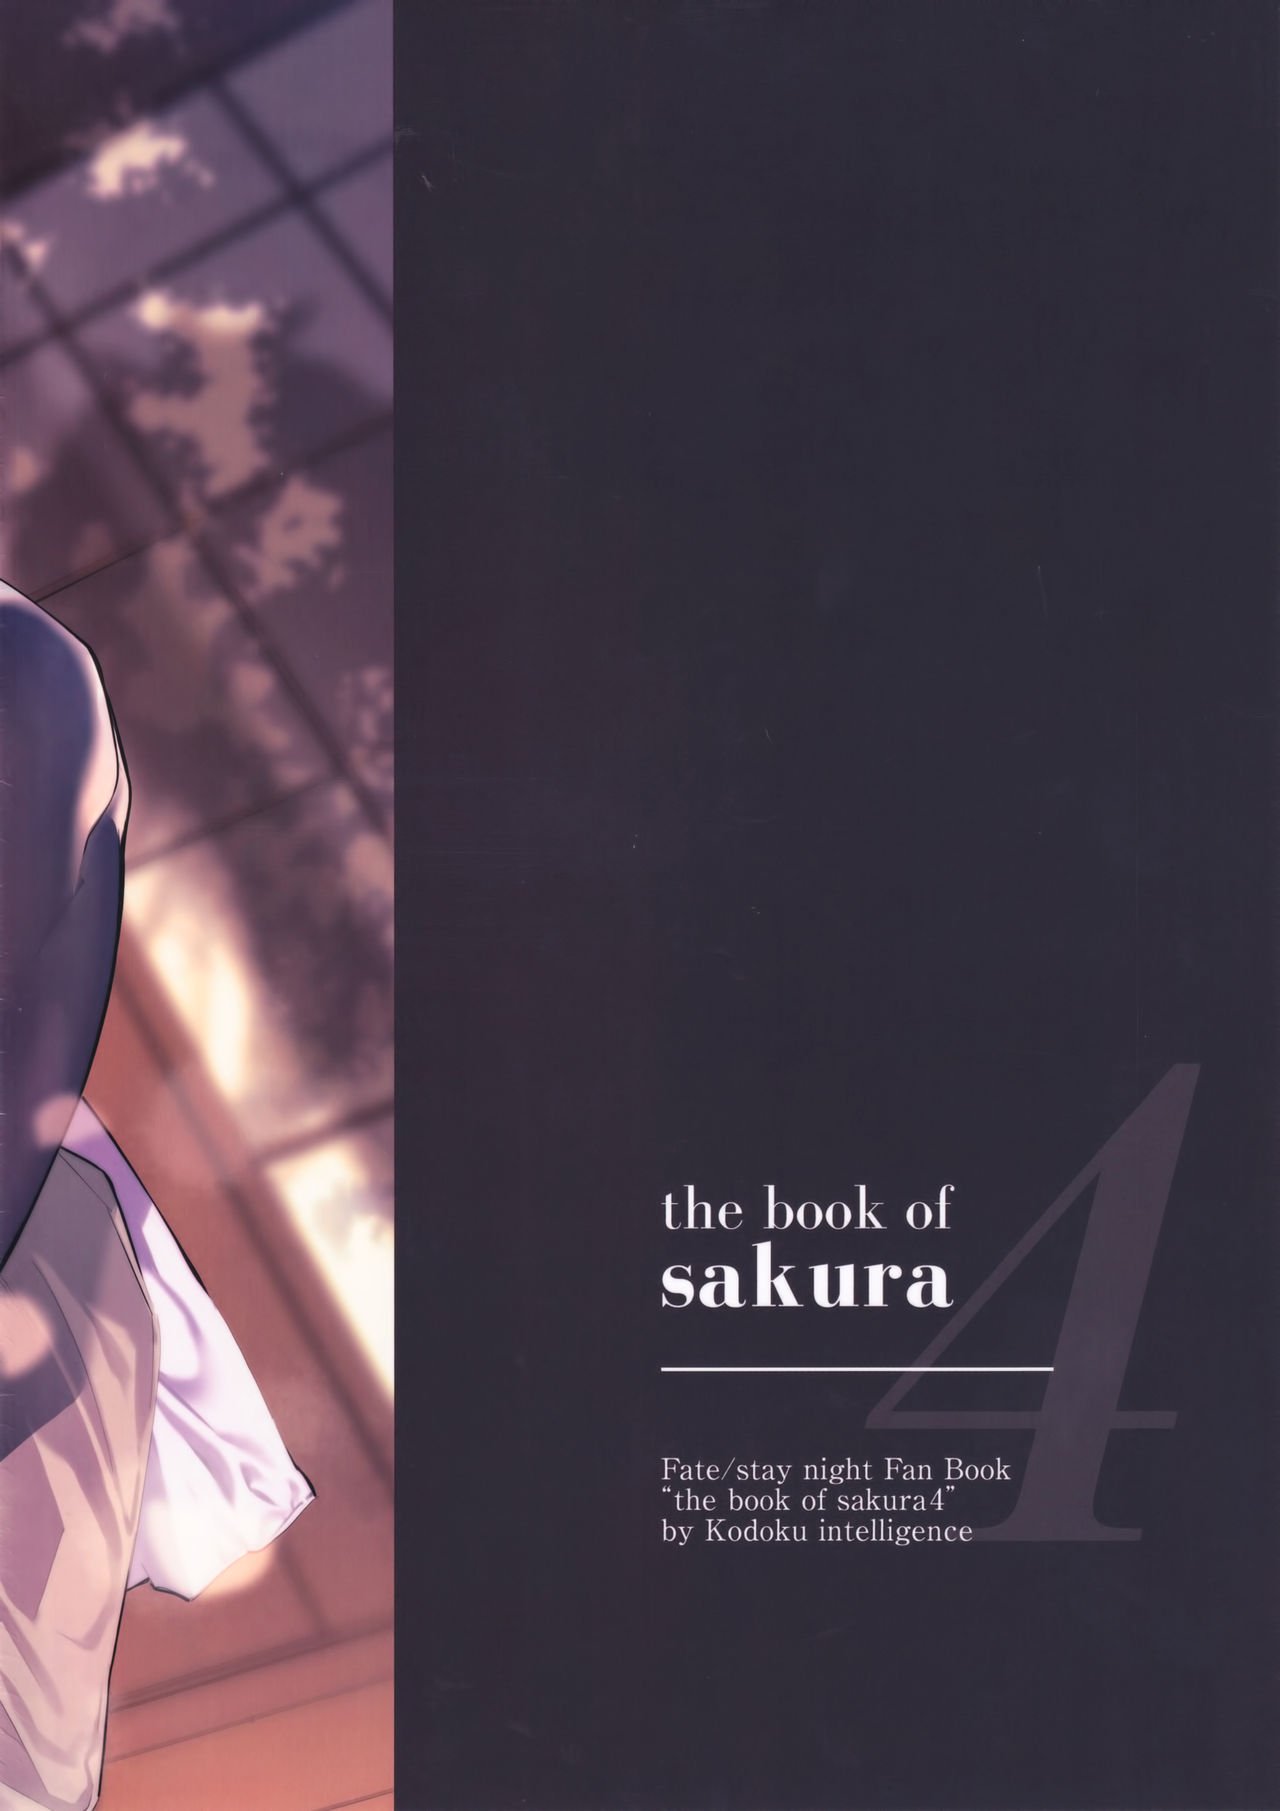 the book of
sakura
4
Fate/stay night Fan Book
“the book of sakura4”
by Kodoku intelligence